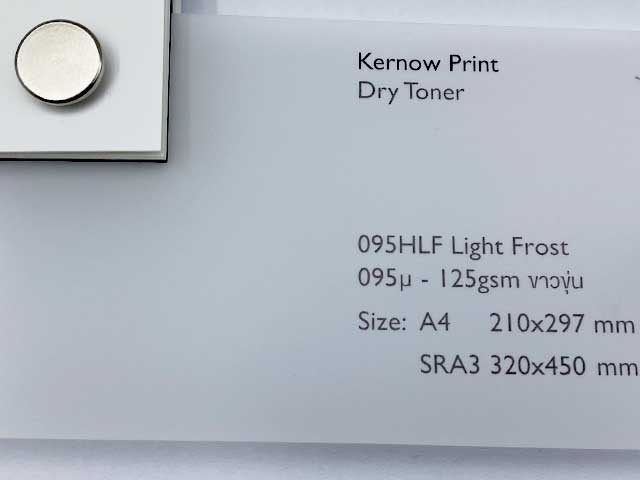 Kernow Print
Dry Toner
095HLF Light Frost
095µ - 125gsm ขาวขุ่น
Size: A4 210x297 mm
SRA3 320x450 mm